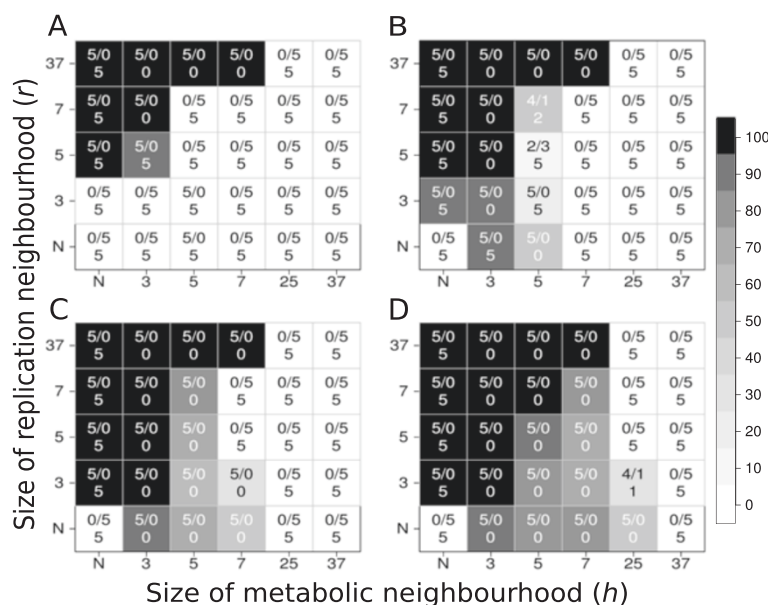 Size of replication neighbourhood (r)
A
37 5/0 5/0 5/0 5/0 0/5 0/5
5 0 0 0 5 5
7 5/0 5/0 0/5 0/5 0/5 0/5
5 0 5 5 5 5
5 5/0 5/0 0/5 0/5 0/5 0/5
5 5 5 5 5 5
3 0/5 0/5 5/0 0/5 0/5 0/5
5 5 5 5 5 5
N 0/5 0/5 5/0 0/5 0/5 0/5
5 5 5 5 5 5
N 3 5 7 25 37
B
37 5/0 5/0 5/0 5/0 0/5 0/5
5 0 0 0 5 5
7 5/0 5/0 4/1 0/5 0/5 0/5
5 0 2 5 5 5
5 5/0 5/0 2/3 0/5 0/5 0/5
5 0 5 5 5 5
3 5/0 5/0 5/0 0/5 0/5 0/5
5 0 5 5 5 5
N 0/5 5/0 5/0 0/5 0/5 0/5
5 5 0 5 5 5
N 3 5 7 25 37
C
37 5/0 5/0 5/0 5/0 0/5 0/5
5 0 0 0 5 5
7 5/0 5/0 5/0 0/5 0/5 0/5
5 0 0 5 5 5
5 5/0 5/0 5/0 0/5 0/5 0/5
5 0 0 5 5 5
3 5/0 5/0 5/0 5/0 0/5 0/5
5 0 0 0 5 5
N 0/5 5/0 5/0 5/0 0/5 0/5
5 0 0 0 5 5
N 3 5 7 25 37
D
37 5/0 5/0 5/0 5/0 0/5 0/5
5 0 0 0 5 5
7 5/0 5/0 5/0 5/0 0/5 0/5
5 0 0 0 5 5
5 5/0 5/0 5/0 5/0 0/5 0/5
5 0 0 0 5 5
3 5/0 5/0 5/0 5/0 4/1 0/5
5 0 0 0 1 5
N 0/5 5/0 5/0 5/0 5/0 0/5
5 0 0 0 0 5
N 3 5 7 25 37
100
90
80
70
60
50
40
30
20
10
0
Size of metabolic neighbourhood (h)